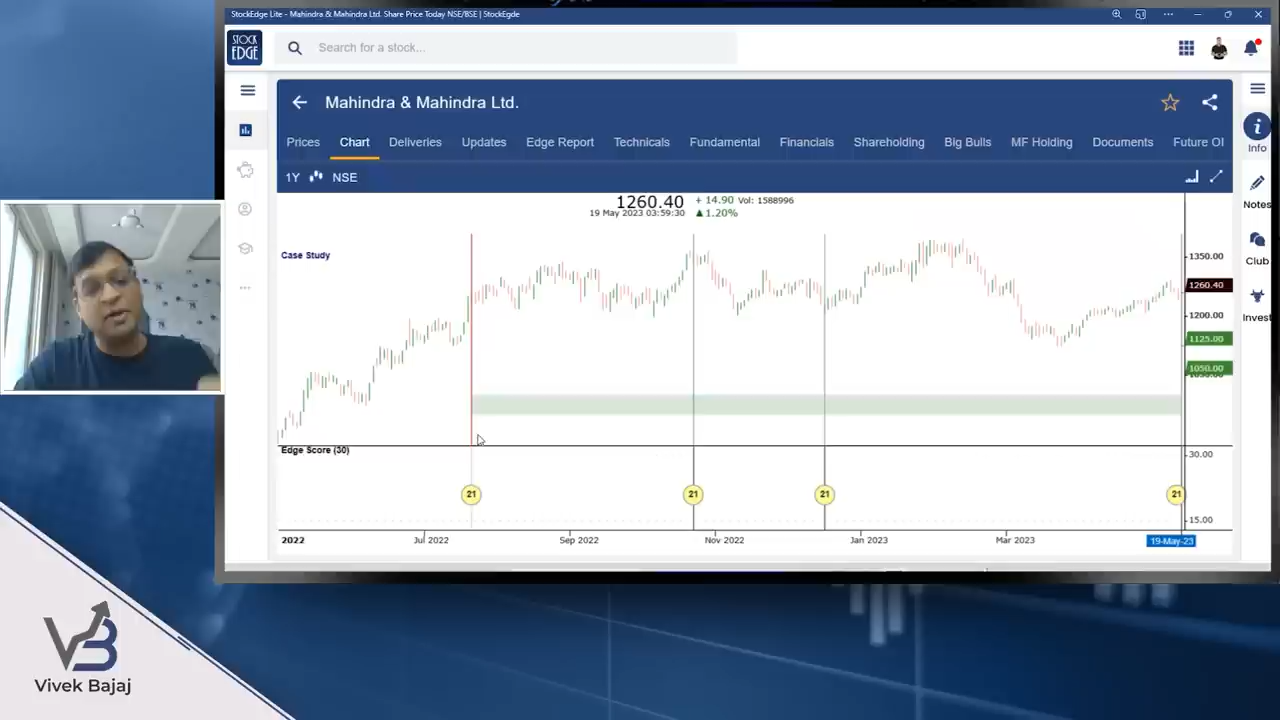 StockEdge Lite - Mahindra & Mahindra Ltd. Share Price Today NSE/BSE | StockEgde
STOCK
EDGE
Search for a stock...
Mahindra & Mahindra Ltd.
Prices Chart Deliveries Updates Edge Report Technicals Fundamental Financials Shareholding Big Bulls MF Holding Documents Future OI
1Y NSE
Info
Notes
Club
Invest
1260.40 + 14.90 Vol: 1588996
19 May 2023 03:59:30 ▲ 1.20%
Case Study
1350.00
1260.40
1200.00
1125.00
1050.00
Edge Score (30)
30.00
21 21 21 21
15.00
2022 Jul 2022 Sep 2022 Nov 2022 Jan 2023 Mar 2023 19-May-23
VB
Vivek Bajaj